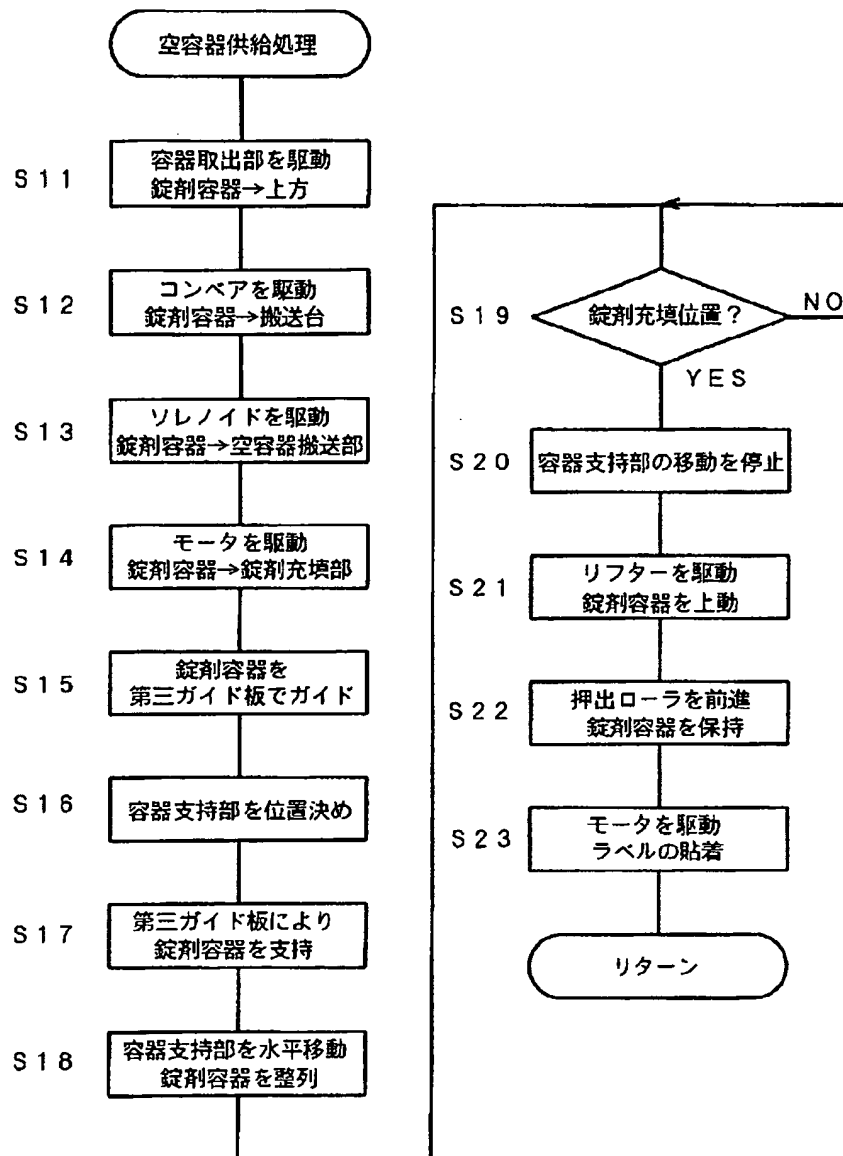 空容器供給処理
S11
容器取出部を駆動
錠剤容器→上方
S12
コンベアを駆動
錠剤容器→搬送台
S13
ソレノイドを駆動
錠剤容器→空容器搬送部
S14
モータを駆動
錠剤容器→錠剤充填部
S15
錠剤容器を
第三ガイド板でガイド
S16
容器支持部を位置決め
S17
第三ガイド板により
錠剤容器を支持
S18
容器支持部を水平移動
錠剤容器を整列
S19
錠剤充填位置?
NO
YES
S20
容器支持部の移動を停止
S21
リフターを駆動
錠剤容器を上動
S22
押出ローラを前進
錠剤容器を保持
S23
モータを駆動
ラベルの貼着
リターン